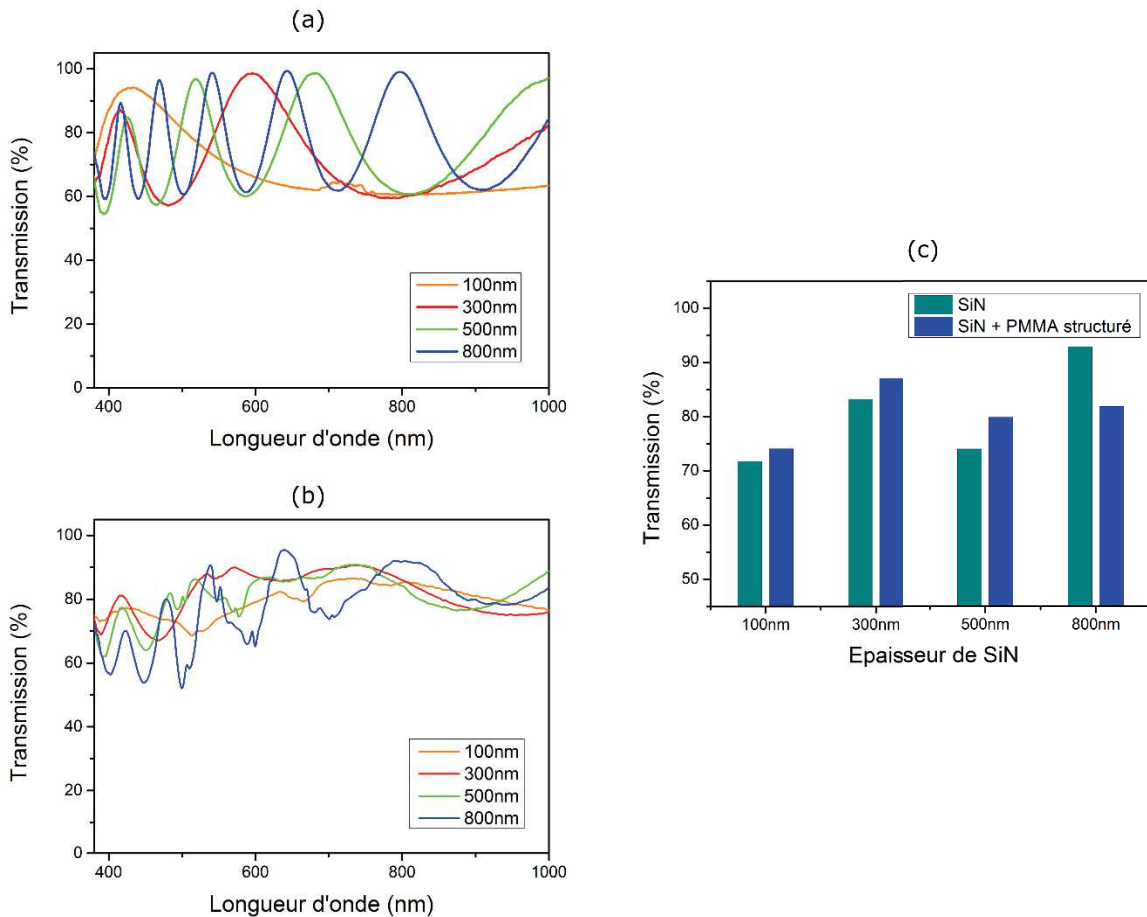 (a)
Transmission (%)
100
80
60
40
20
0
400
600
800
1000
Longueur d'onde (nm)
100nm
300nm
500nm
800nm
(b)
Transmission (%)
100
80
60
40
20
0
400
600
800
1000
Longueur d'onde (nm)
100nm
300nm
500nm
800nm
(c)
Transmission (%)
100
90
80
70
60
50
SiN
SiN + PMMA structuré
100nm
300nm
500nm
800nm
Epaisseur de SiN